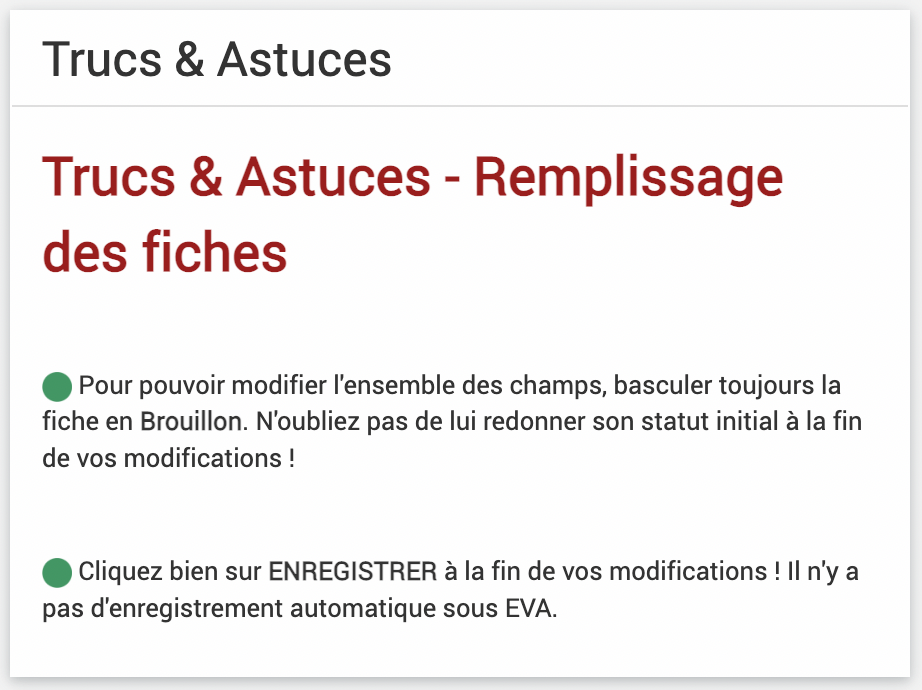 Trucs & Astuces
Trucs & Astuces - Remplissage
des fiches
Pour pouvoir modifier l'ensemble des champs, basculer toujours la
fiche en Brouillon. N'oubliez pas de lui redonner son statut initial à la fin
de vos modifications !
Cliquez bien sur ENREGISTRER à la fin de vos modifications ! Il n'y a
pas d'enregistrement automatique sous EVA.